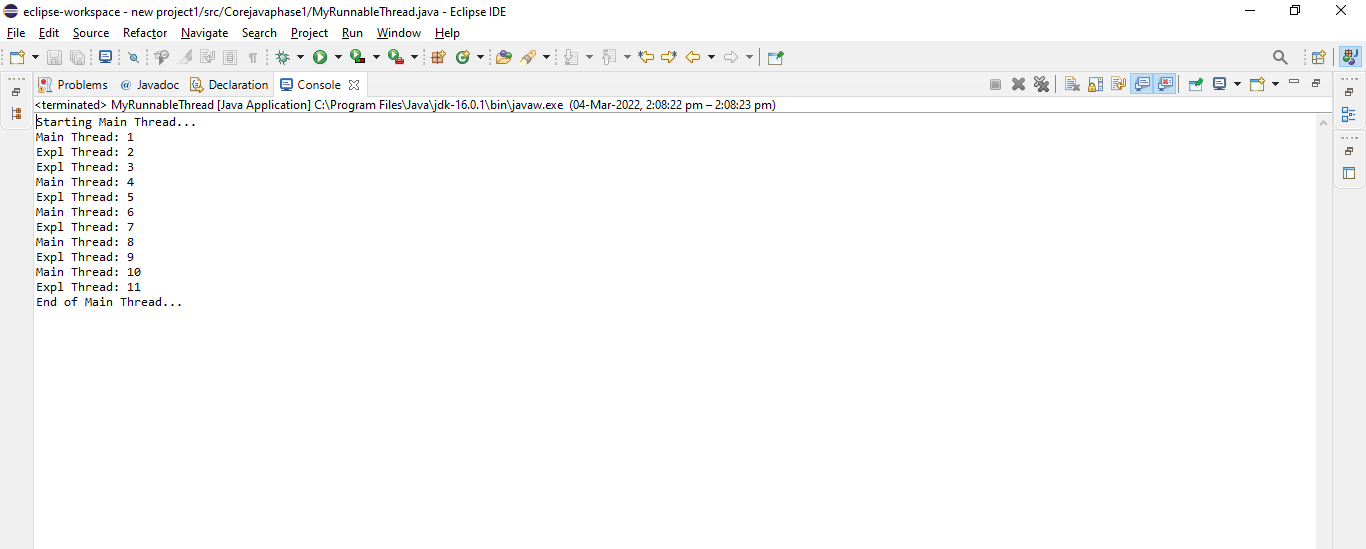 eclipse-workspace - new project1/src/Corejavaphase1/MyRunnableThread.java - Eclipse IDE
File Edit Source Refactor Navigate Search Project Run Window Help
Problems @ Javadoc Declaration Console
<terminated> MyRunnableThread [Java Application] C:\Program Files\Java\jdk-16.0.1\bin\javaw.exe (04-Mar-2022, 2:08:22 pm – 2:08:23 pm)
Starting Main Thread...
Main Thread: 1
Expl Thread: 2
Expl Thread: 3
Main Thread: 4
Expl Thread: 5
Main Thread: 6
Expl Thread: 7
Main Thread: 8
Expl Thread: 9
Main Thread: 10
Expl Thread: 11
End of Main Thread...